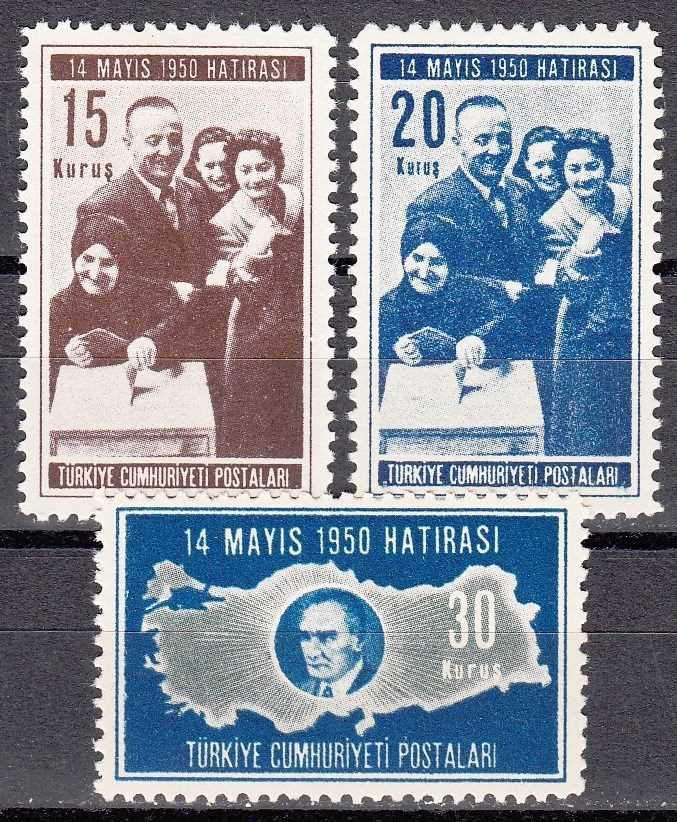 14 MAYIS 1950 HATIRASI
15
Kuruş
TÜRKİYE CUMHURİYETİ POSTALARI
14 MAYIS 1950 HATIRASI
20
Kuruş
TÜRKİYE CUMHURİYETİ POSTALARI
14 MAYIS 1950 HATIRASI
30
Kuruş
TÜRKİYE CUMHURİYETİ POSTALARI